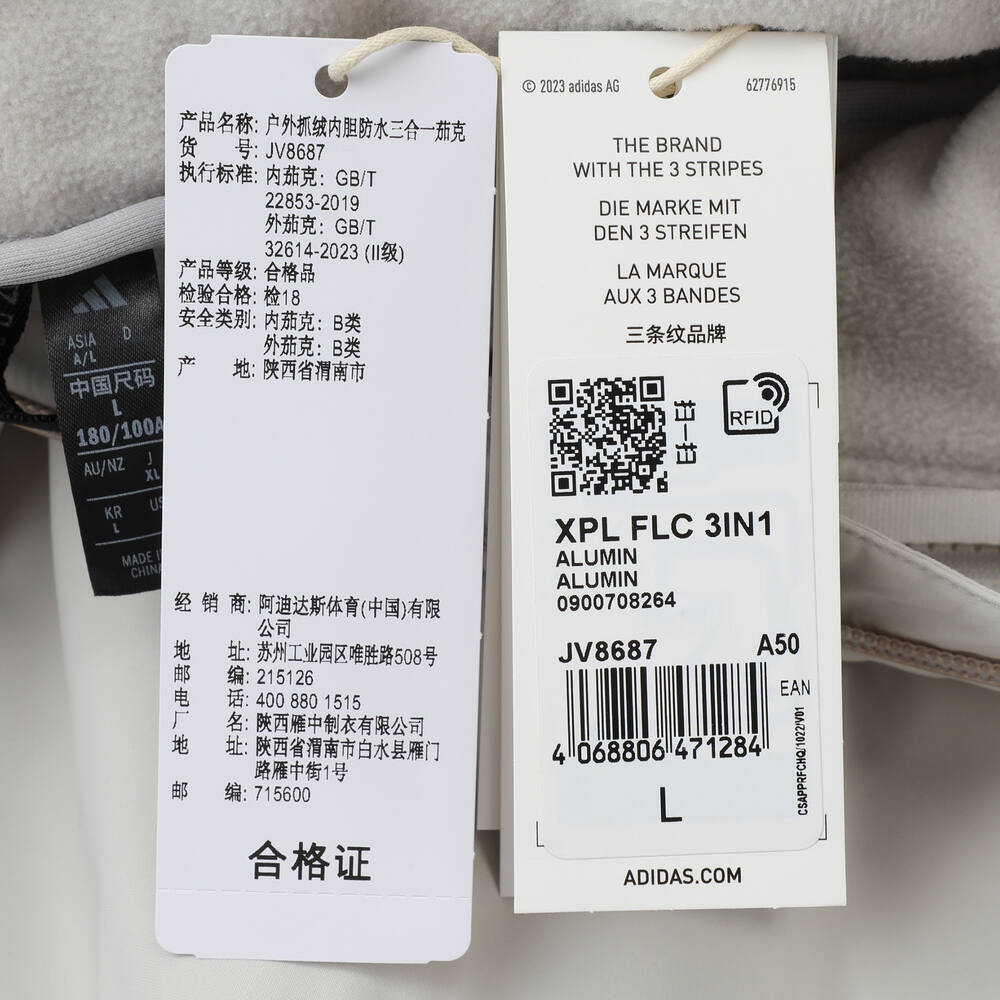 产品名称: 户外抓绒内胆防水三合一茄克
货 号: JV8687
执行标准: 内茄克: GB/T
22853-2019
外茄克: GB/T
32614-2023 (II级)
产品等级: 合格品
检验合格: 检18
安全类别: 内茄克: B类
外茄克: B类
产 地: 陕西省渭南市
经 销 商: 阿迪达斯体育(中国)有限
公司
地 址: 苏州工业园区唯胜路508号
邮 编: 215126
电 话: 400 880 1515
厂 名: 陕西雁中制衣有限公司
地 址: 陕西省渭南市白水县雁门
路雁中街1号
邮 编: 715600
合格证
© 2023 adidas AG
62776915
THE BRAND
WITH THE 3 STRIPES
DIE MARKE MIT
DEN 3 STREIFEN
LA MARQUE
AUX 3 BANDES
三条纹品牌
扫一扫
RFID
XPL FLC 3IN1
ALUMIN
ALUMIN
0900708264
JV8687 A50
EAN
4 068806 471284
CSAPPRFCHQ/1022/V01
L
ADIDAS.COM
ASIA D
A/L
中国尺码
L
180/100A
AU/NZ J
XL
KR US
L
MADE I
CHINA